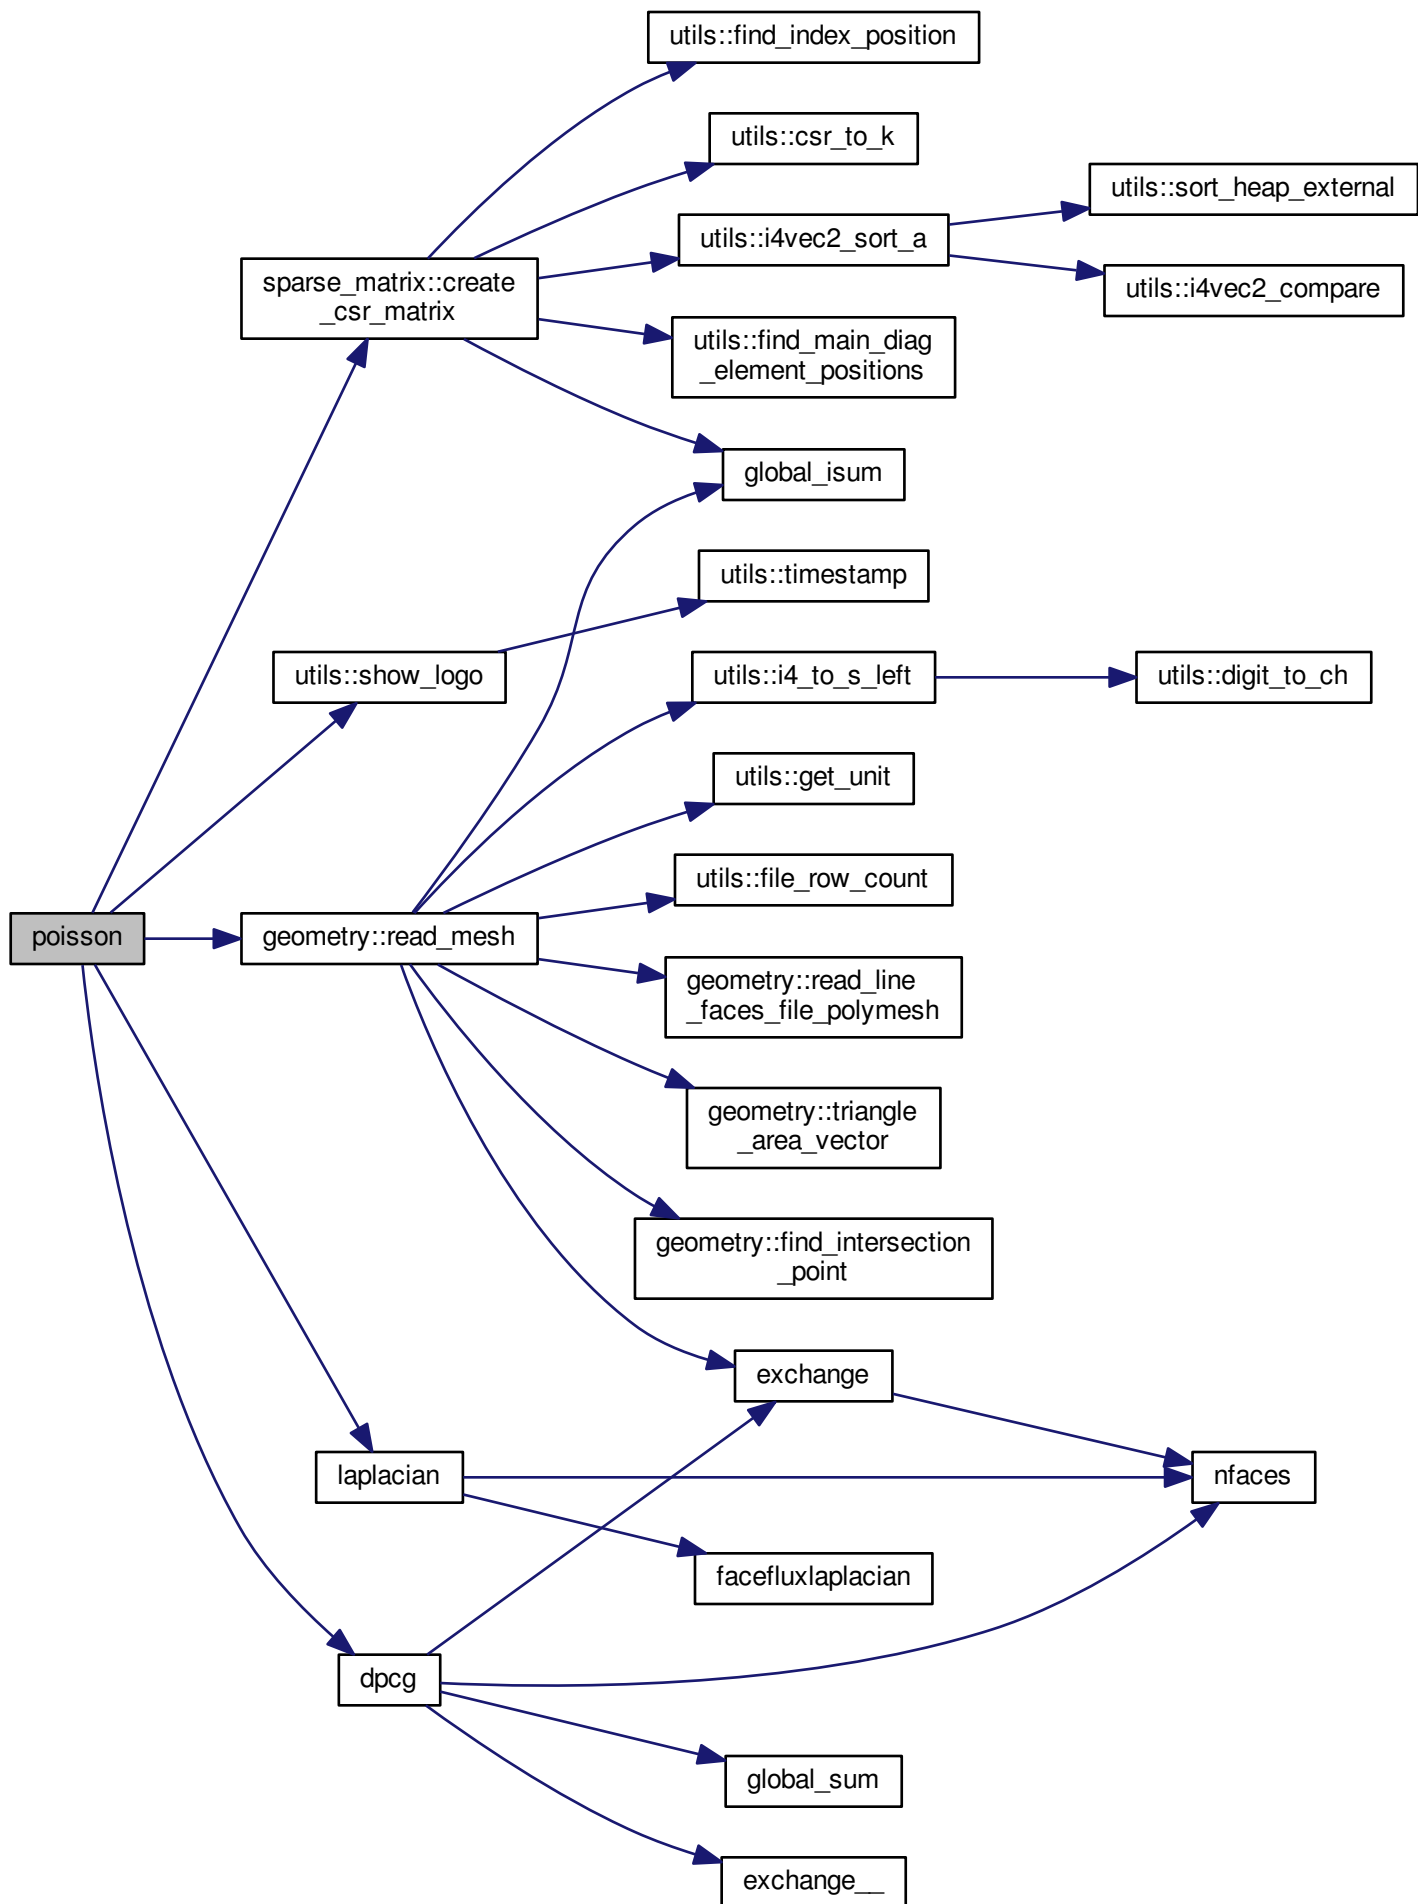 utils::find_index_position
utils::csr_to_k
utils::sort_heap_external
utils::i4vec2_sort_a
sparse_matrix::create
_csr_matrix
utils::i4vec2_compare
utils::find_main_diag
_element_positions
global_isum
utils::timestamp
utils::show_logo
utils::i4_to_s_left
utils::digit_to_ch
utils::get_unit
utils::file_row_count
poisson
geometry::read_mesh
geometry::read_line
_faces_file_polymesh
geometry::triangle
_area_vector
geometry::find_intersection
_point
exchange
laplacian
nfaces
facefluxlaplacian
dpcg
global_sum
exchange__